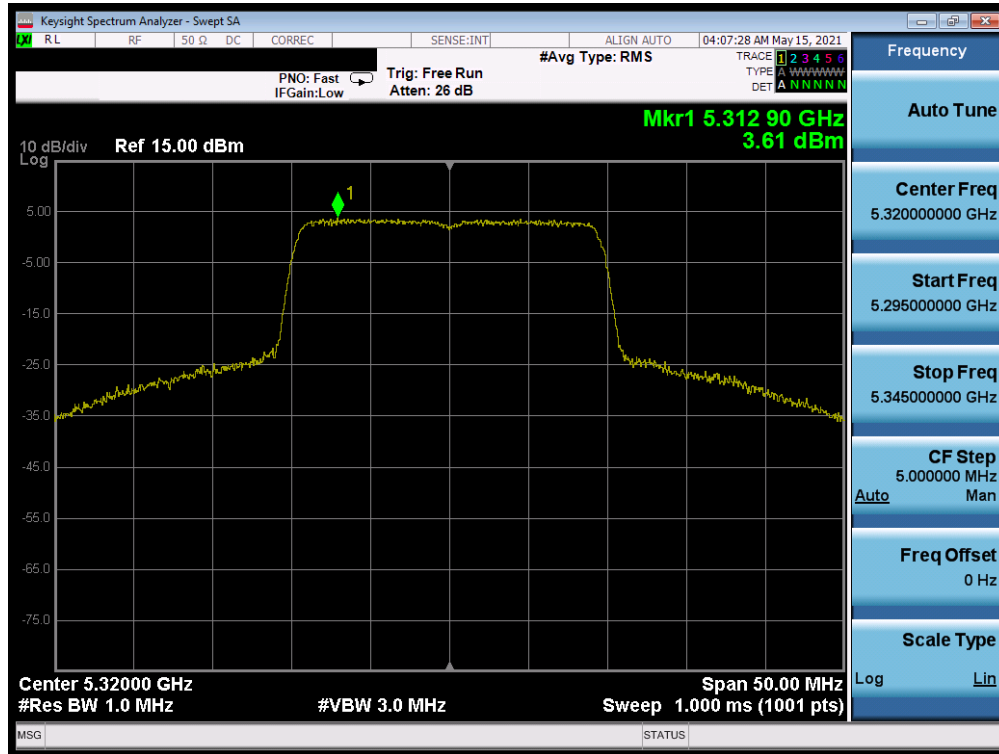 Keysight Spectrum Analyzer - Swept SA
LXI RL RF 50 Ω DC CORREC SENSE:INT ALIGN AUTO 04:07:28 AM May 15, 2021
#Avg Type: RMS
TRACE 1 2 3 4 5 6
TYPE A WWWWW
DET A N N N N N
PNO: Fast
IFGain:Low
Trig: Free Run
Atten: 26 dB
Mkr1 5.312 90 GHz
3.61 dBm
10 dB/div Ref 15.00 dBm
Log
1
5.00
-5.00
-15.0
-25.0
-35.0
-45.0
-55.0
-65.0
-75.0
Center 5.32000 GHz Span 50.00 MHz
#Res BW 1.0 MHz #VBW 3.0 MHz Sweep 1.000 ms (1001 pts)
MSG STATUS
Frequency
Auto Tune
Center Freq
5.320000000 GHz
Start Freq
5.295000000 GHz
Stop Freq
5.345000000 GHz
CF Step
5.000000 MHz
Auto Man
Freq Offset
0 Hz
Scale Type
Log Lin